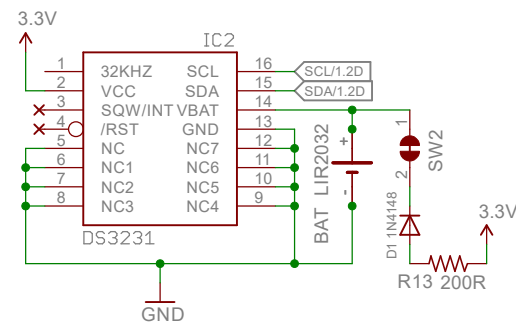 3.3V
IC2
1 32KHZ SCL 16 SCL/1.2D
2 VCC SDA 15 SDA/1.2D
3 SQW/INT VBAT 14
4 /RST GND 13
5 NC NC7 12
6 NC1 NC6 11
7 NC2 NC5 10
8 NC3 NC4 9
DS3231
+
-
BAT LIR2032
1
2
SW2
D1 1N4148
3.3V
R13 200R
GND